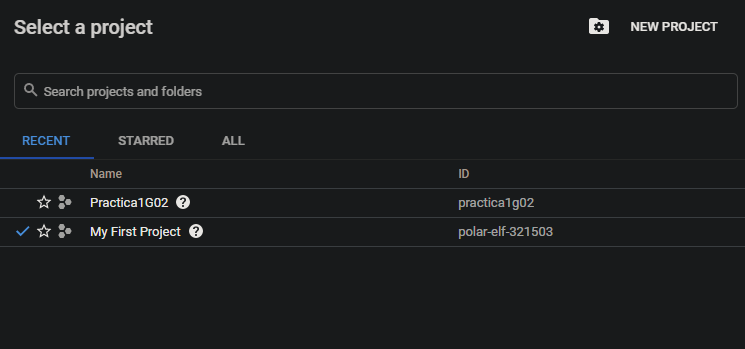 Select a project
NEW PROJECT
Search projects and folders
RECENT STARRED ALL
Name ID
Practica1G02 ? practica1g02
My First Project ? polar-elf-321503